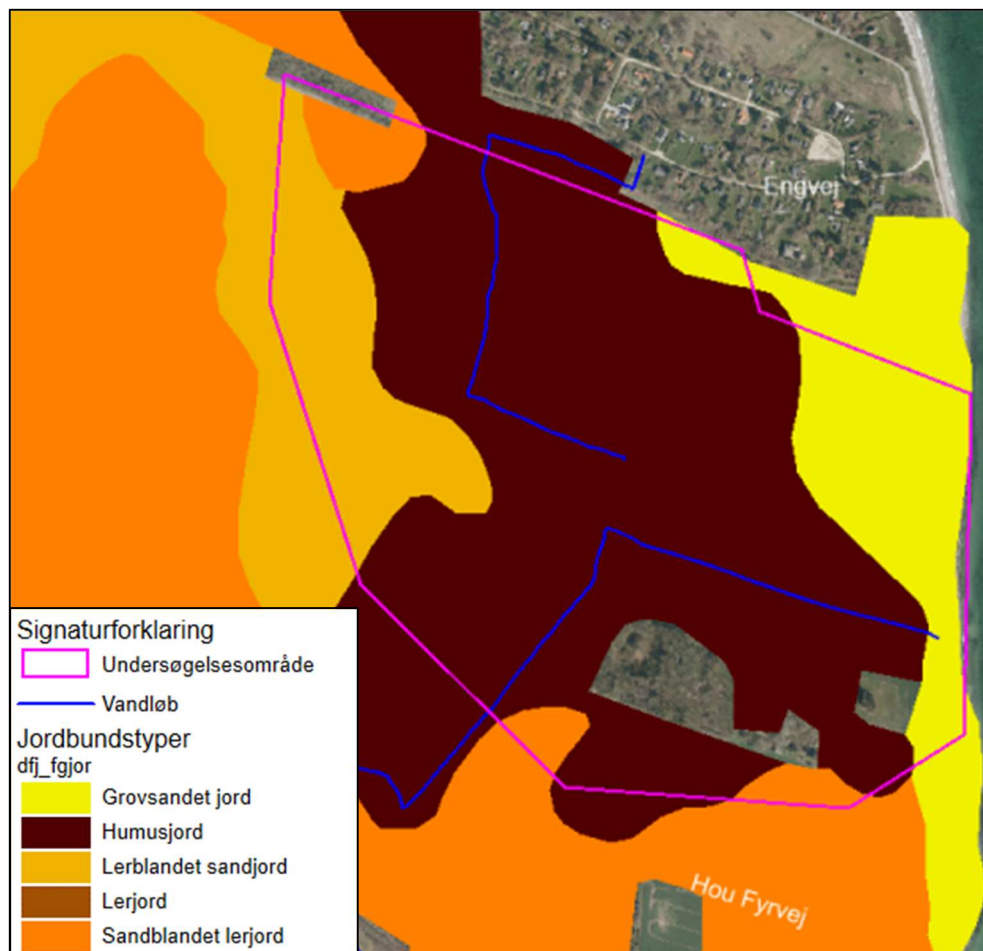 Engvej
Signaturforklaring
Undersøgelsesområde
Vandløb
Jordbundstyper
dfj_fgjor
Grovsandet jord
Humusjord
Lerblandet sandjord
Lerjord
Sandblandet lerjord
Hou Fyrvej